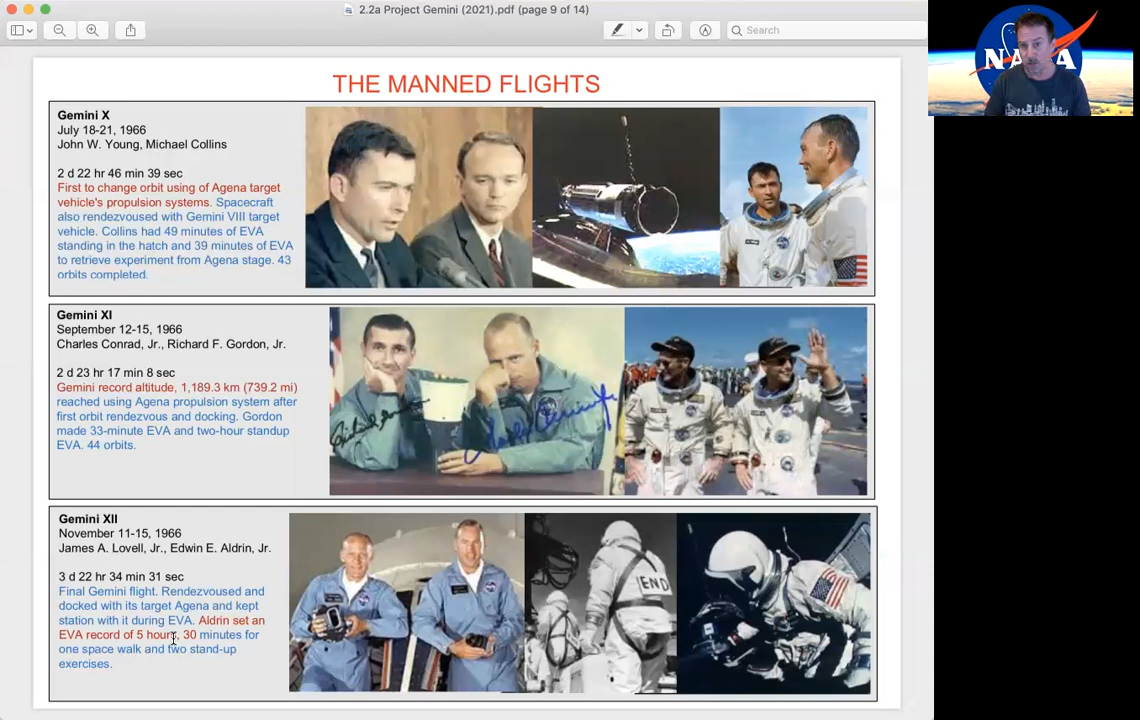 2.2a Project Gemini (2021).pdf (page 9 of 14)
Search
NASA
THE MANNED FLIGHTS
Gemini X
July 18-21, 1966
John W. Young, Michael Collins
2 d 22 hr 46 min 39 sec
First to change orbit using of Agena target
vehicle's propulsion systems. Spacecraft
also rendezvoused with Gemini VIII target
vehicle. Collins had 49 minutes of EVA
standing in the hatch and 39 minutes of EVA
to retrieve experiment from Agena stage. 43
orbits completed.
Gemini XI
September 12-15, 1966
Charles Conrad, Jr., Richard F. Gordon, Jr.
2 d 23 hr 17 min 8 sec
Gemini record altitude, 1,189.3 km (739.2 mi)
reached using Agena propulsion system after
first orbit rendezvous and docking. Gordon
made 33-minute EVA and two-hour standup
EVA. 44 orbits.
Gemini XII
November 11-15, 1966
James A. Lovell, Jr., Edwin E. Aldrin, Jr.
3 d 22 hr 34 min 31 sec
Final Gemini flight. Rendezvoused and
docked with its target Agena and kept
station with it during EVA. Aldrin set an
EVA record of 5 hours, 30 minutes for
one space walk and two stand-up
exercises.
END